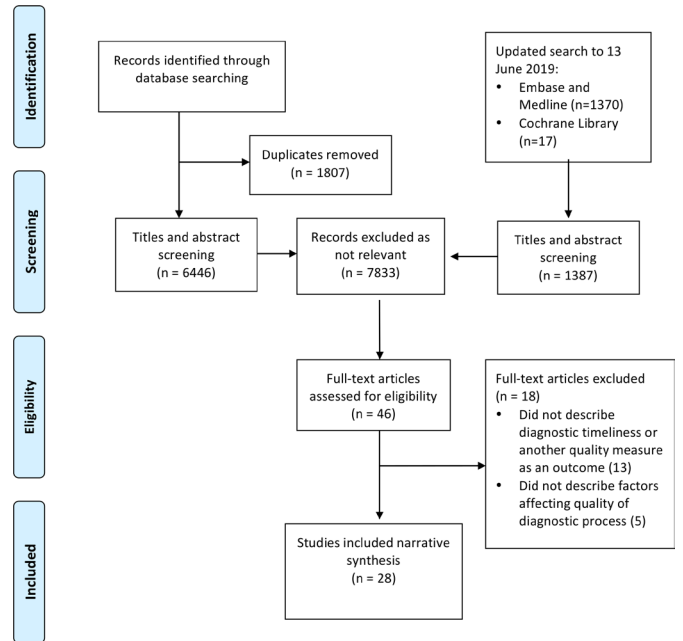 Identification
Records identified through
database searching
Updated search to 13
June 2019:
• Embase and
Medline (n=1370)
• Cochrane Library
(n=17)
Duplicates removed
(n = 1807)
Screening
Titles and abstract
screening
(n = 6446)
Records excluded as
not relevant
(n = 7833)
Titles and abstract
screening
(n = 1387)
Eligibility
Full-text articles
assessed for eligibility
(n = 46)
Full-text articles excluded
(n = 18)
• Did not describe
diagnostic timeliness or
another quality measure
as an outcome (13)
• Did not describe factors
affecting quality of
diagnostic process (5)
Included
Studies included narrative
synthesis
(n = 28)